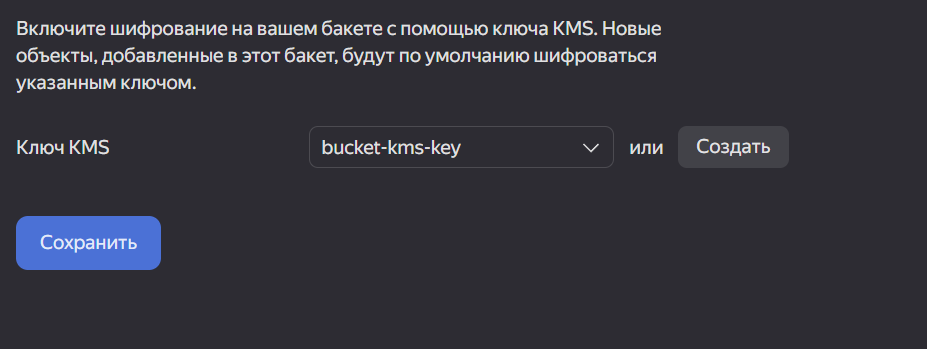 Включите шифрование на вашем бакете с помощью ключа KMS. Новые
объекты, добавленные в этот бакет, будут по умолчанию шифроваться
указанным ключом.
Ключ KMS bucket-kms-key или Создать
Сохранить